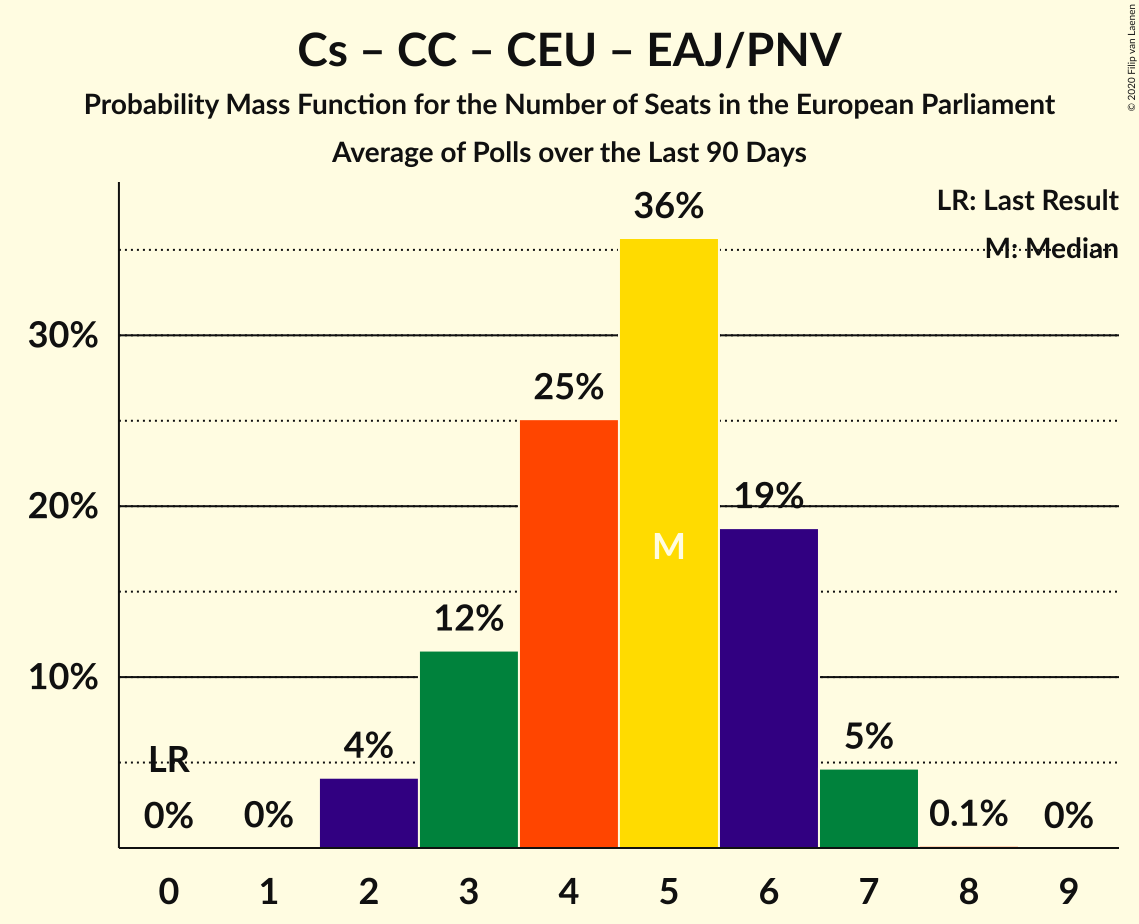 Cs – CC – CEU – EAJ/PNV
Probability Mass Function for the Number of Seats in the European Parliament
Average of Polls over the Last 90 Days
© 2020 Filip van Laenen
LR: Last Result
M: Median
36%
30%
25%
20%
19%
M
12%
10%
LR
4%
5%
0%
0%
0.1%
0%
0 1 2 3 4 5 6 7 8 9